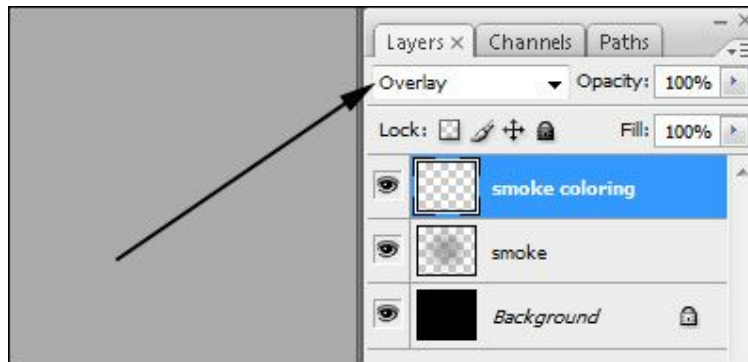 Layers × Channels Paths
Overlay Opacity: 100%
Lock: Fill: 100%
smoke coloring
smoke
Background